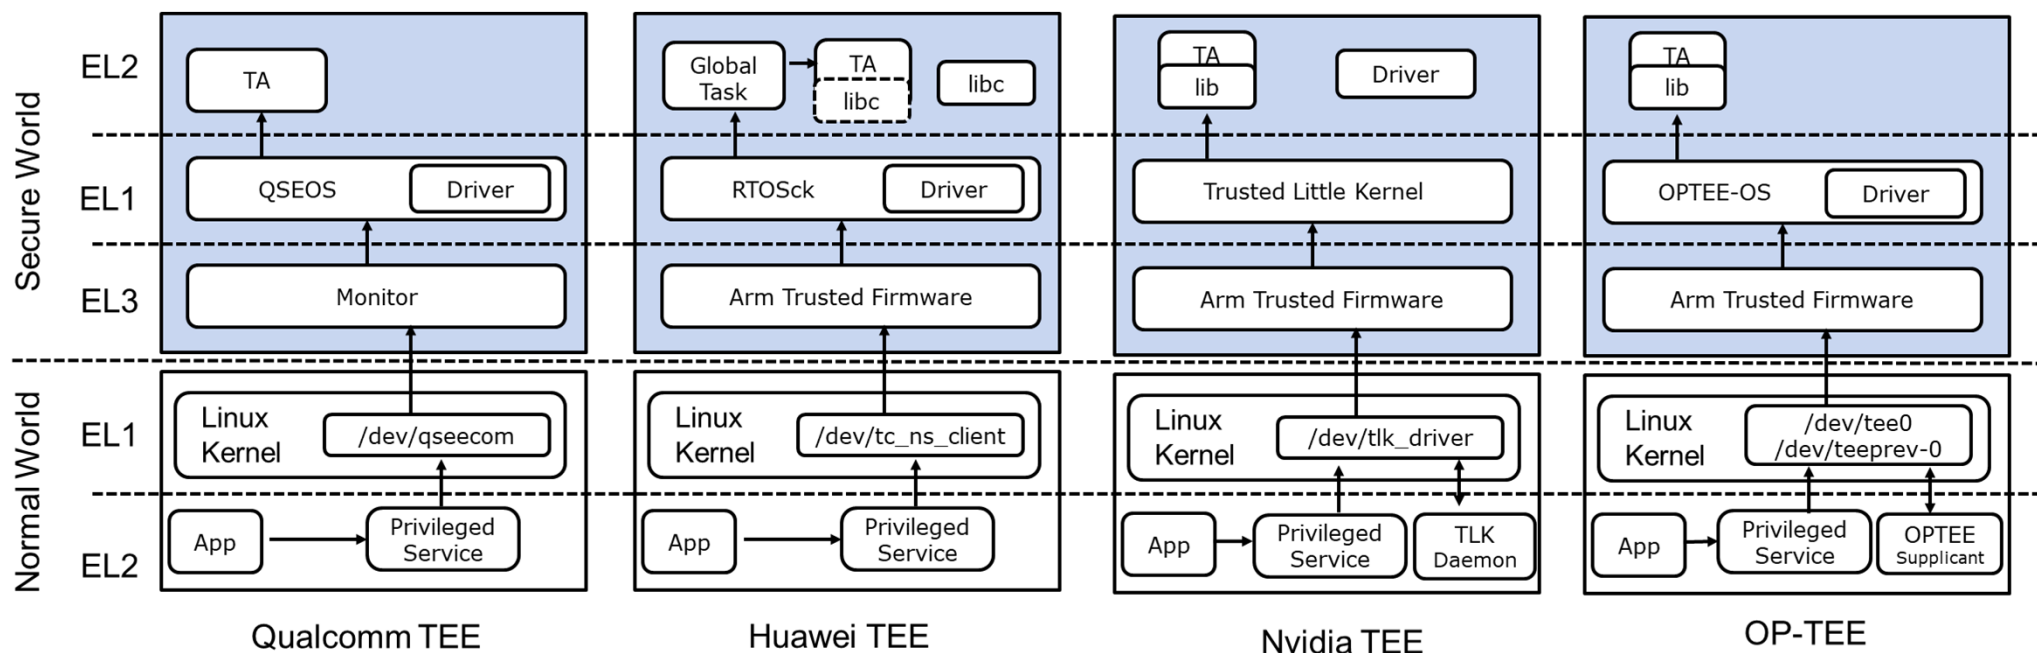 Secure World
Normal World
EL2
EL1
EL3
EL1
EL2
TA
QSEOS
Driver
Monitor
Linux
Kernel
/dev/qseecom
App
Privileged
Service
Qualcomm TEE
Global
Task
TA
libc
libc
RTOSck
Driver
Arm Trusted Firmware
Linux
Kernel
/dev/tc_ns_client
App
Privileged
Service
Huawei TEE
TA
lib
Driver
Trusted Little Kernel
Arm Trusted Firmware
Linux
Kernel
/dev/tlk_driver
App
Privileged
Service
TLK
Daemon
Nvidia TEE
TA
lib
OPTEE-OS
Driver
Arm Trusted Firmware
Linux
Kernel
/dev/tee0
/dev/teeprev-0
App
Privileged
Service
OPTEE
Supplicant
OP-TEE